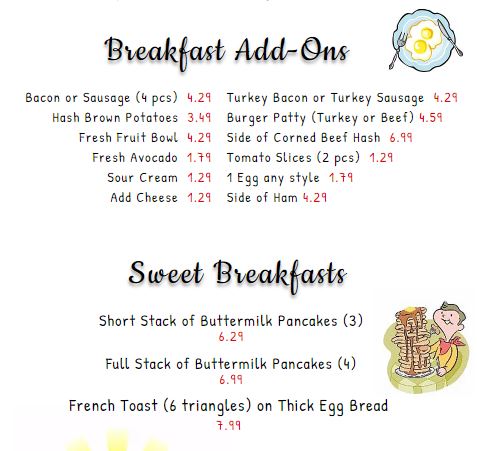 Breakfast Add-Ons
Bacon or Sausage (4 pcs) 4.29
Hash Brown Potatoes 3.49
Fresh Fruit Bowl 4.29
Fresh Avocado 1.79
Sour Cream 1.29
Add Cheese 1.29
Turkey Bacon or Turkey Sausage 4.29
Burger Patty (Turkey or Beef) 4.59
Side of Corned Beef Hash 6.99
Tomato Slices (2 pcs) 1.29
1 Egg any style 1.79
Side of Ham 4.29
Sweet Breakfasts
Short Stack of Buttermilk Pancakes (3)
6.29
Full Stack of Buttermilk Pancakes (4)
6.99
French Toast (6 triangles) on Thick Egg Bread
7.99